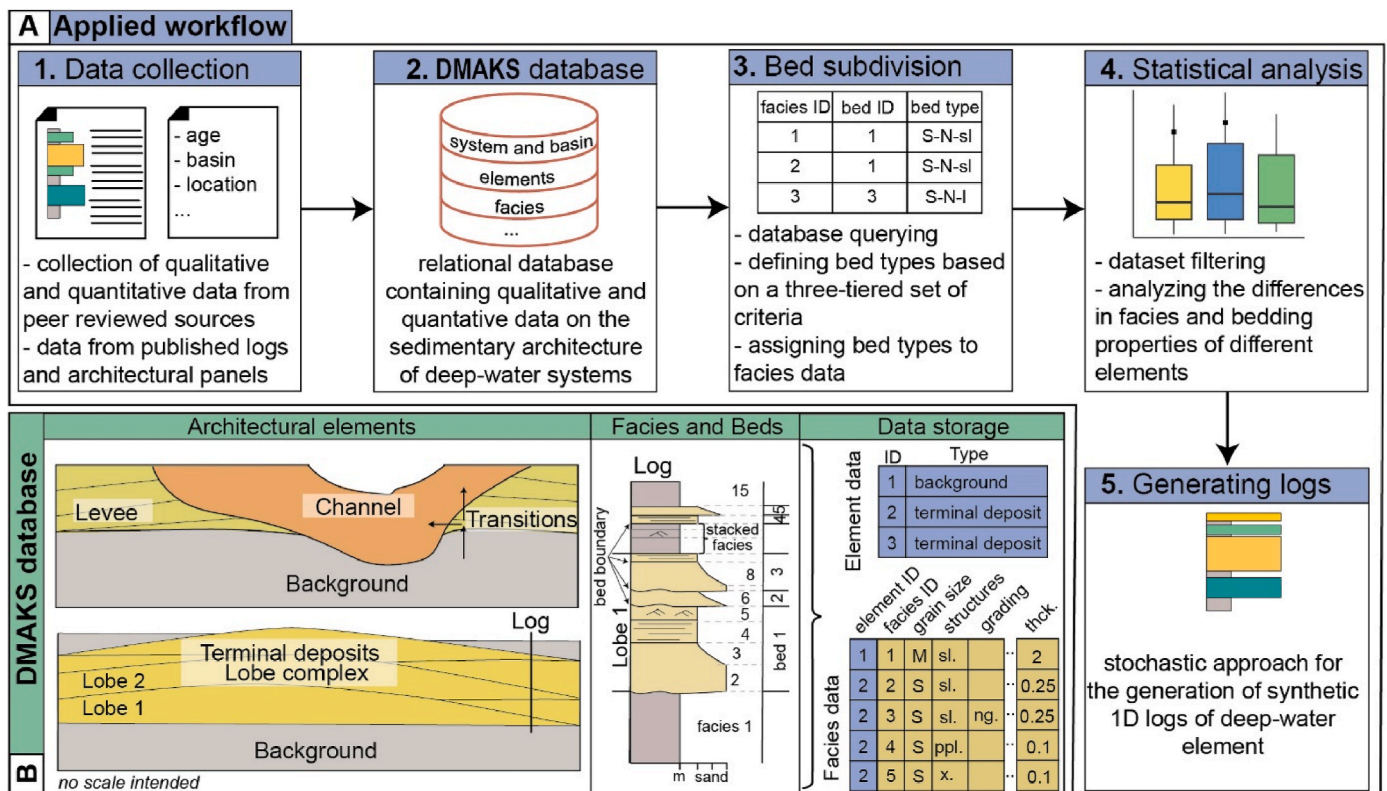 A Applied workflow
1. Data collection
- age
- basin
- location
...
- collection of qualitative
and quantitative data from
peer reviewed sources
- data from published logs
and architectural panels
2. DMAKS database
system and basin
elements
facies
...
relational database
containing qualitative and
quantative data on the
sedimentary architecture
of deep-water systems
3. Bed subdivision
facies ID bed ID bed type
1 1 S-N-sl
2 1 S-N-sl
3 3 S-N-l
- database querying
- defining bed types based
on a three-tiered set of
criteria
- assigning bed types to
facies data
4. Statistical analysis
- dataset filtering
- analyzing the differences
in facies and bedding
properties of different
elements
5. Generating logs
stochastic approach for
the generation of synthetic
1D logs of deep-water
element
B DMAKS database
Architectural elements
Levee
Channel
Transitions
Background
Log
Terminal deposits
Lobe complex
Lobe 2
Lobe 1
Background
no scale intended
Facies and Beds
Log
bed boundary
Lobe 1
15
stacked
facies
8
6
5
4
3
2
facies 1
45
3
2
bed 1
m sand
Data storage
Element data
ID Type
1 background
2 terminal deposit
3 terminal deposit
Facies data
element ID facies ID grain size structures grading thck.
1 1 M sl. .. 2
2 2 S sl. .. 0.25
2 3 S sl. ng. .. 0.25
2 4 S ppl. .. 0.1
2 5 S x. .. 0.1